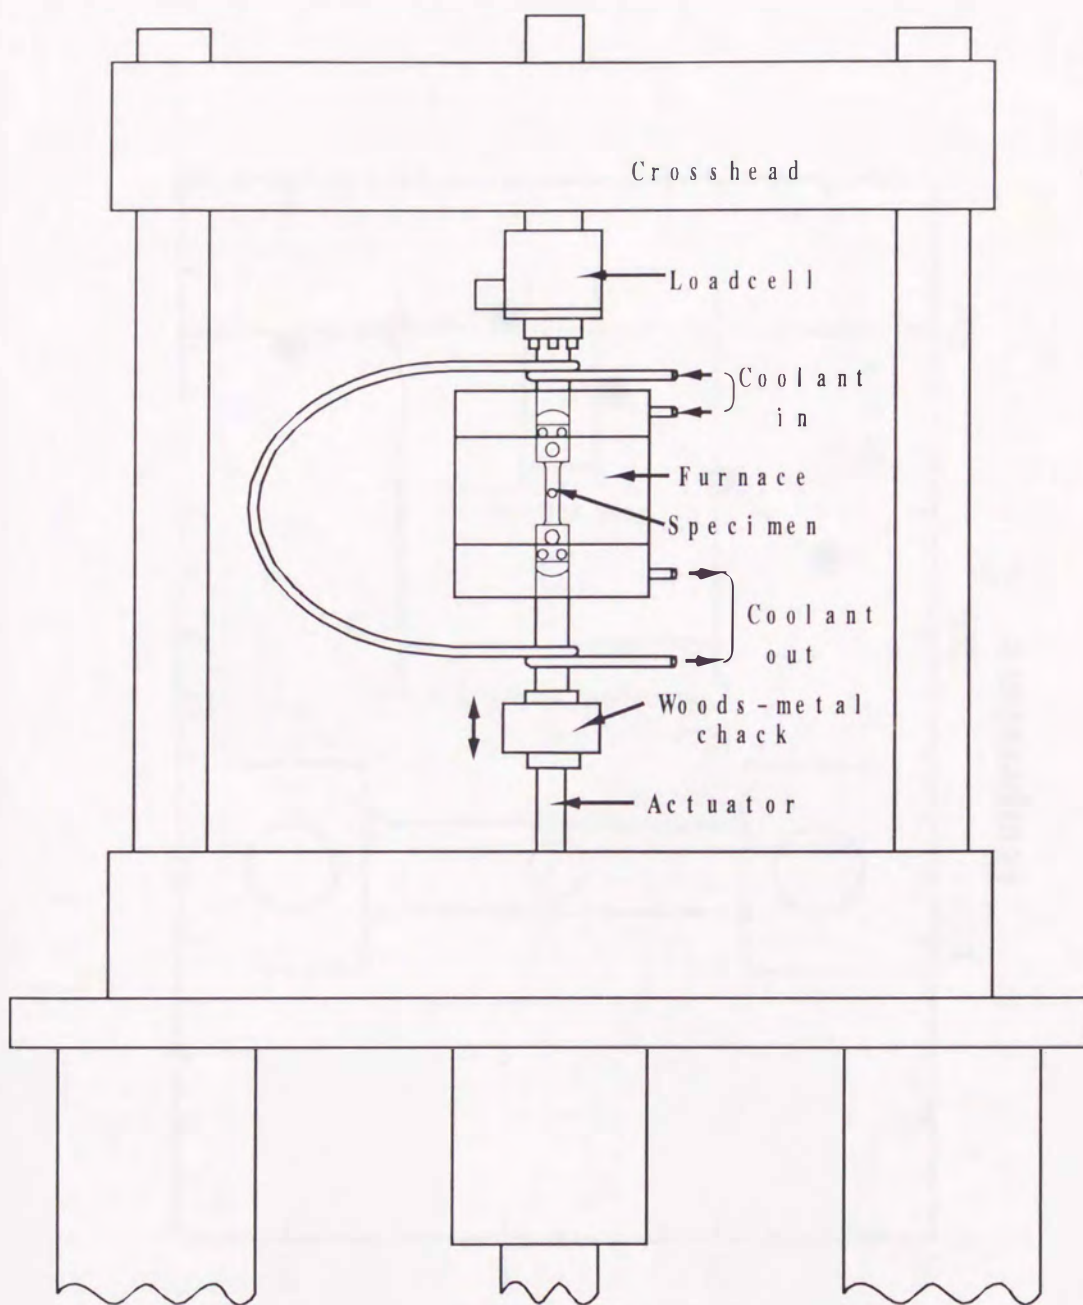 Crosshead
Loadcell
Coolant
in
Furnace
Specimen
Coolant
out
Woods-metal
chack
Actuator